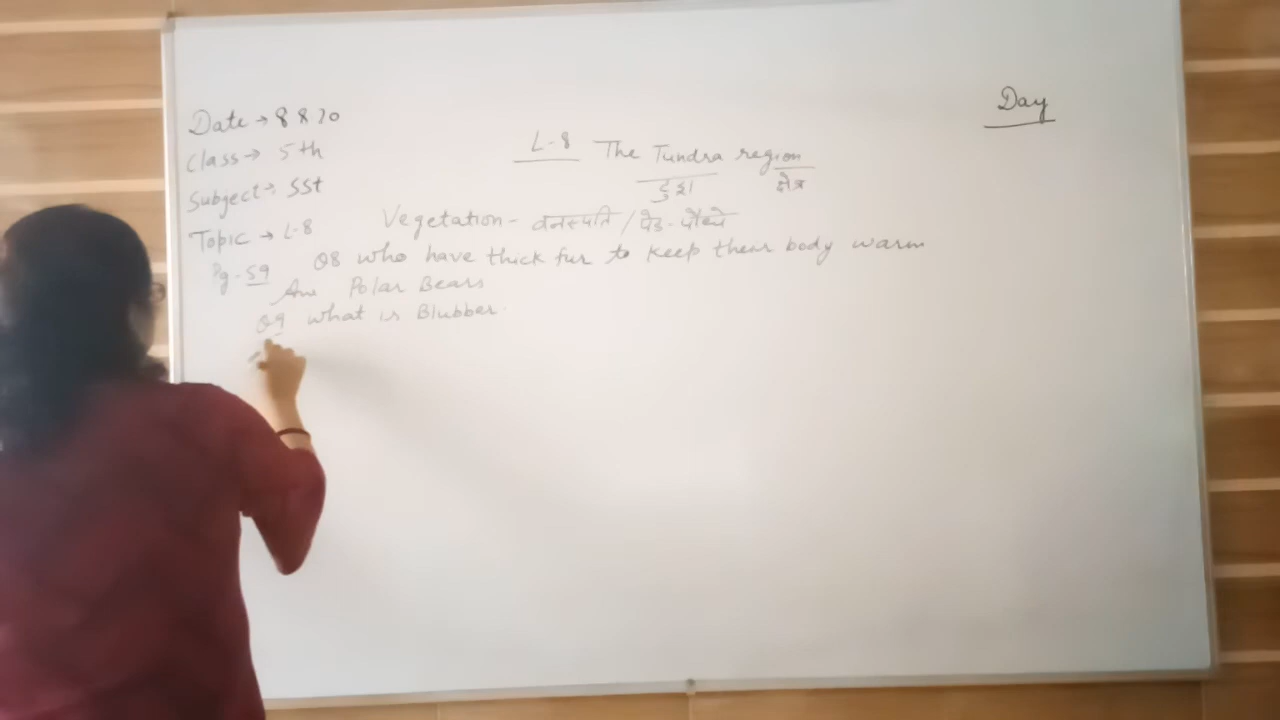 Day
Date → 8 8 20
Class → 5th
Subject → SSt
Topic → L-8
Pg - 59
L-8 The Tundra region
टुंड्रा क्षेत्र
Vegetation - वनस्पति / पेड़-पौधे
Q8 who have thick fur to keep their body warm
Ans Polar Bears
Q9 what is Blubber.